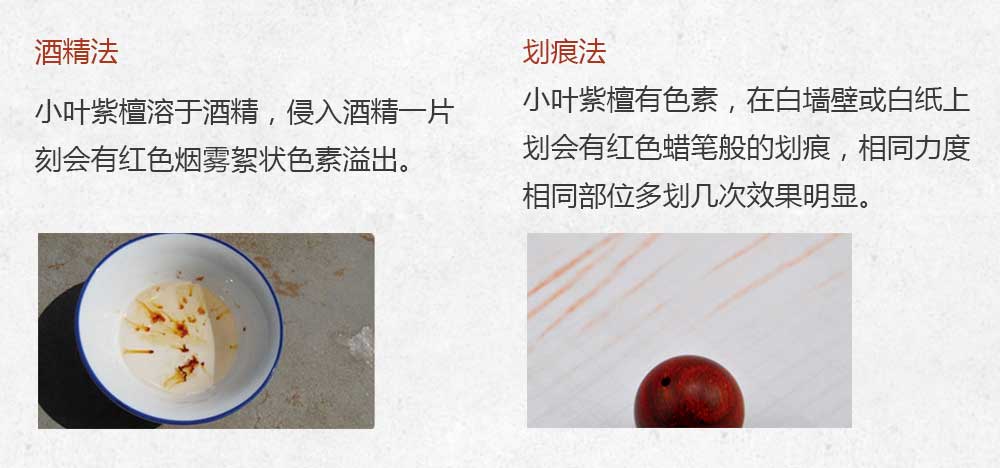 酒精法
小叶紫檀溶于酒精，侵入酒精一片
刻会有红色烟雾絮状色素溢出。
划痕法
小叶紫檀有色素，在白墙壁或白纸上
划会有红色蜡笔般的划痕，相同力度
相同部位多划几次效果明显。